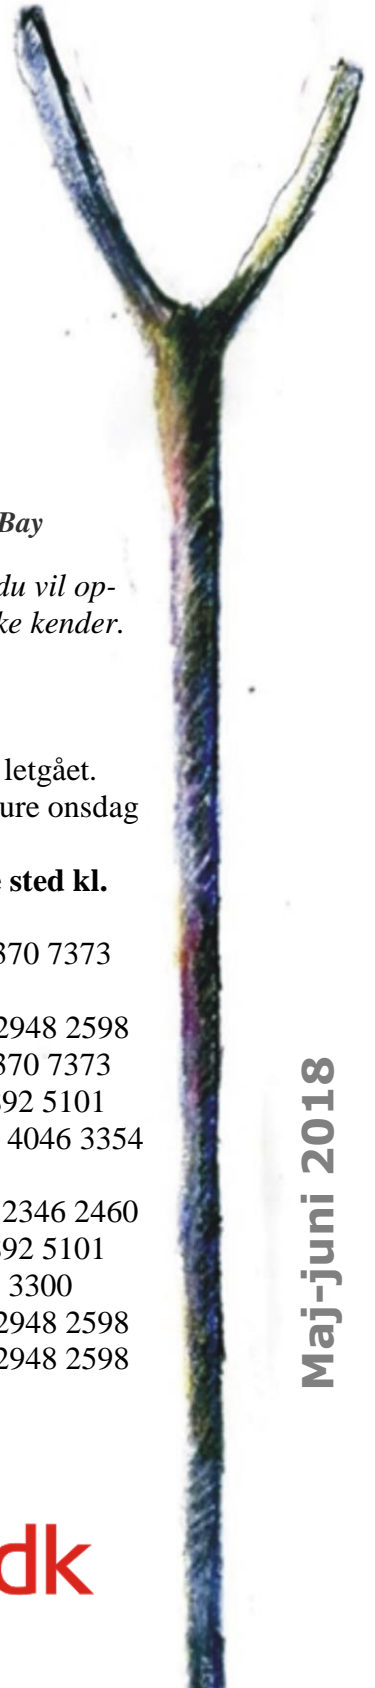 Bay
du vil op-
ke kender.
letgået.
ure onsdag
sted kl.
370 7373
2948 2598
370 7373
92 5101
4046 3354
2346 2460
92 5101
3300
2948 2598
2948 2598
dk
Maj-juni 2018